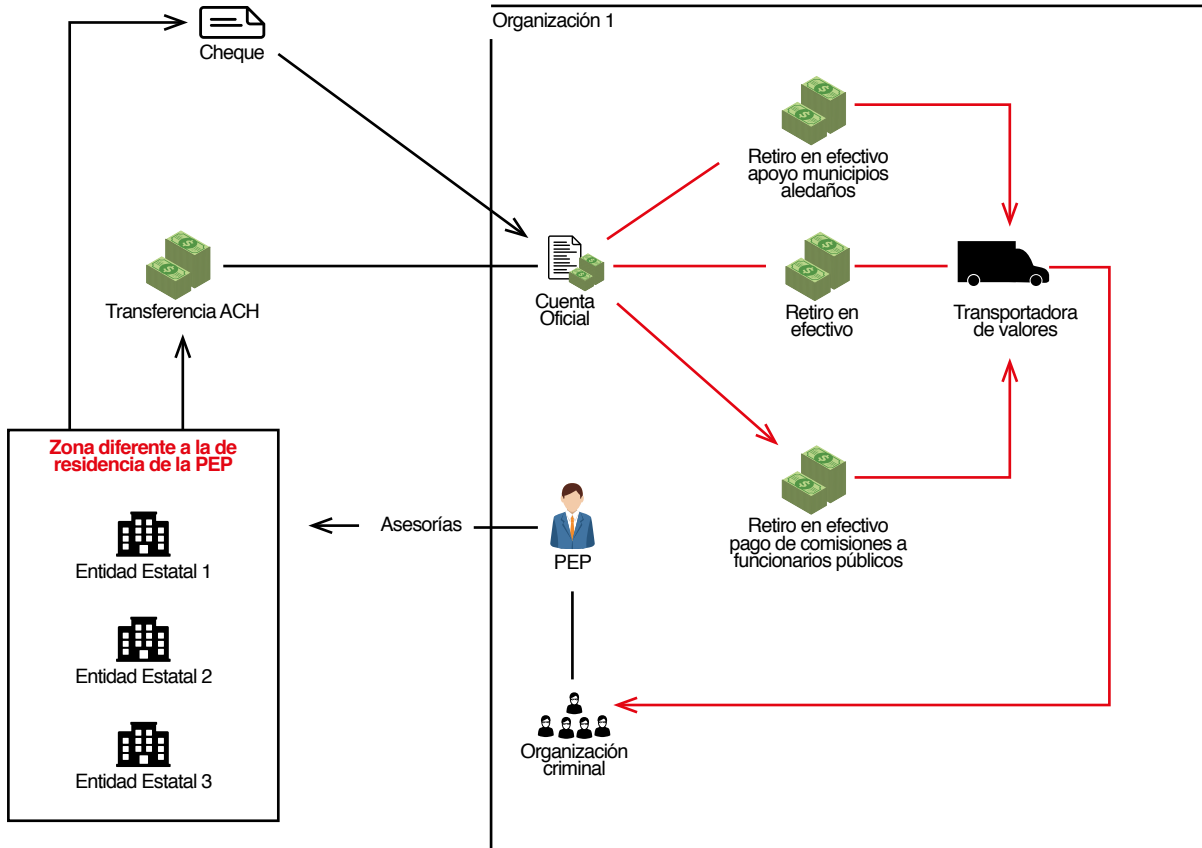 Organización 1
Cheque
Retiro en efectivo
apoyo municipios
aledaños
Transferencia ACH
Cuenta
Oficial
Retiro en
efectivo
Transportadora
de valores
Zona diferente a la de
residencia de la PEP
Entidad Estatal 1
Entidad Estatal 2
Entidad Estatal 3
Asesorías
PEP
Retiro en efectivo
pago de comisiones a
funcionarios públicos
Organización
criminal